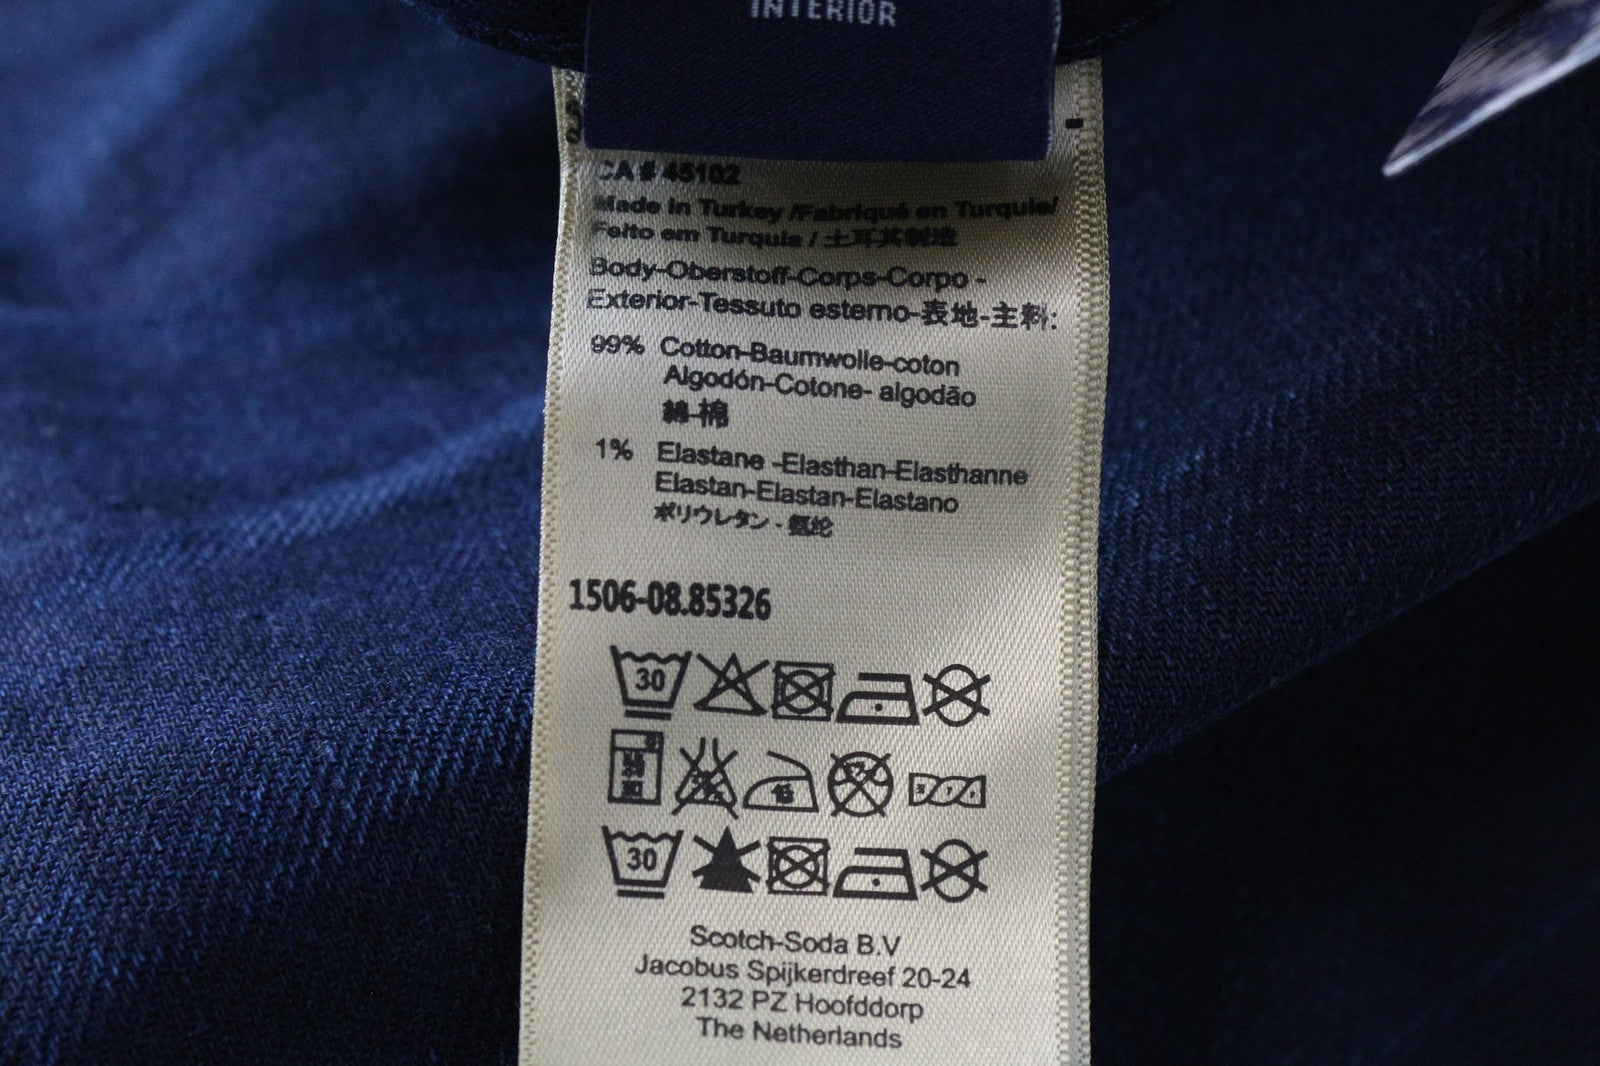 INTERIOR
CA # 45102
Made In Turkey /Fabriqué en Turquie/
Feito em Turquia / 土耳其制造
Body-Oberstoff-Corps-Corpo -
Exterior-Tessuto esterno-表地-主料:
99% Cotton-Baumwolle-coton
Algodón-Cotone- algodão
綿-棉
1% Elastane -Elasthan-Elasthanne
Elastan-Elastan-Elastano
ポリウレタン -
1506-08.85326
30
30
Scotch-Soda B.V
Jacobus Spijkerdreef 20-24
2132 PZ Hoofddorp
The Netherlands